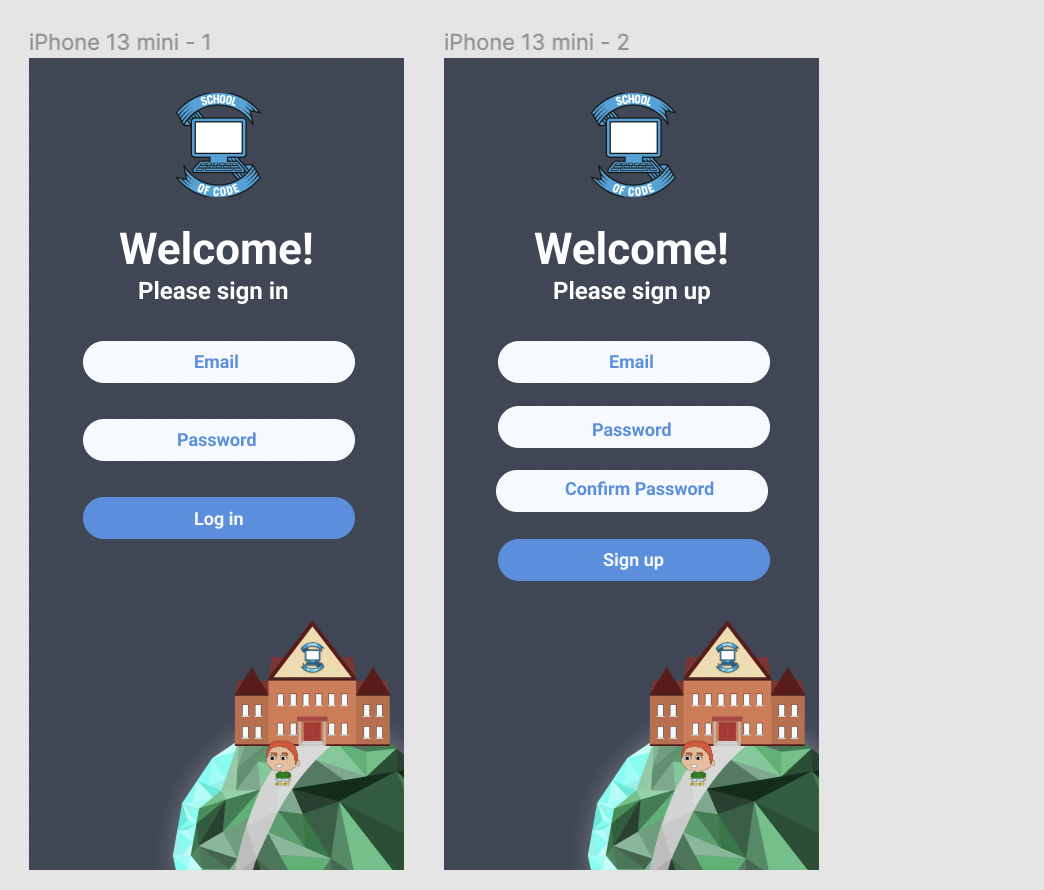 iPhone 13 mini - 1
SCHOOL
OF CODE
Welcome!
Please sign in
Email
Password
Log in
iPhone 13 mini - 2
SCHOOL
OF CODE
Welcome!
Please sign up
Email
Password
Confirm Password
Sign up